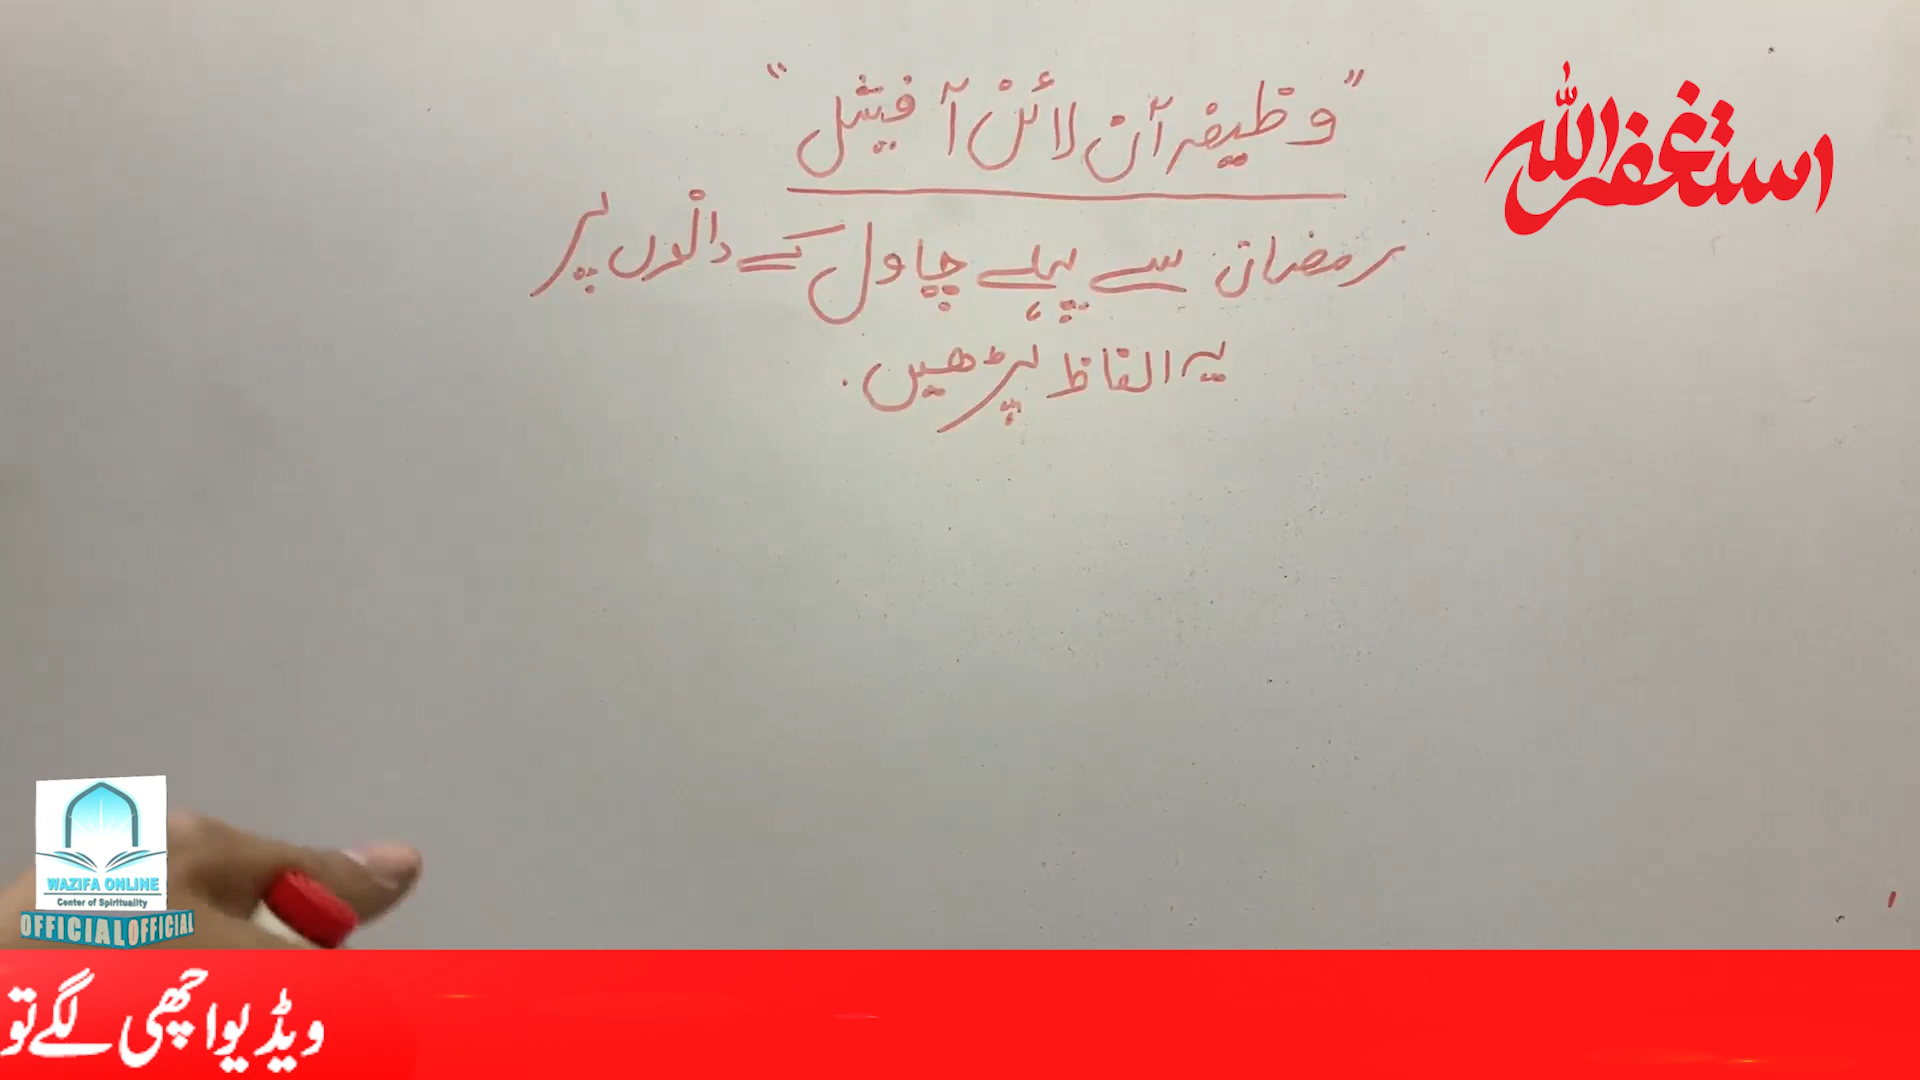 "وظیفہ آن لائن آفیشل"
استغفراللہ
رمضان سے پہلے چاول کے دانوں پر
یہ الفاظ پڑھیں.
WAZIFA ONLINE
Center of Spirituality
OFFICIAL OFFICIAL
ویڈیو اچھی لگے تو